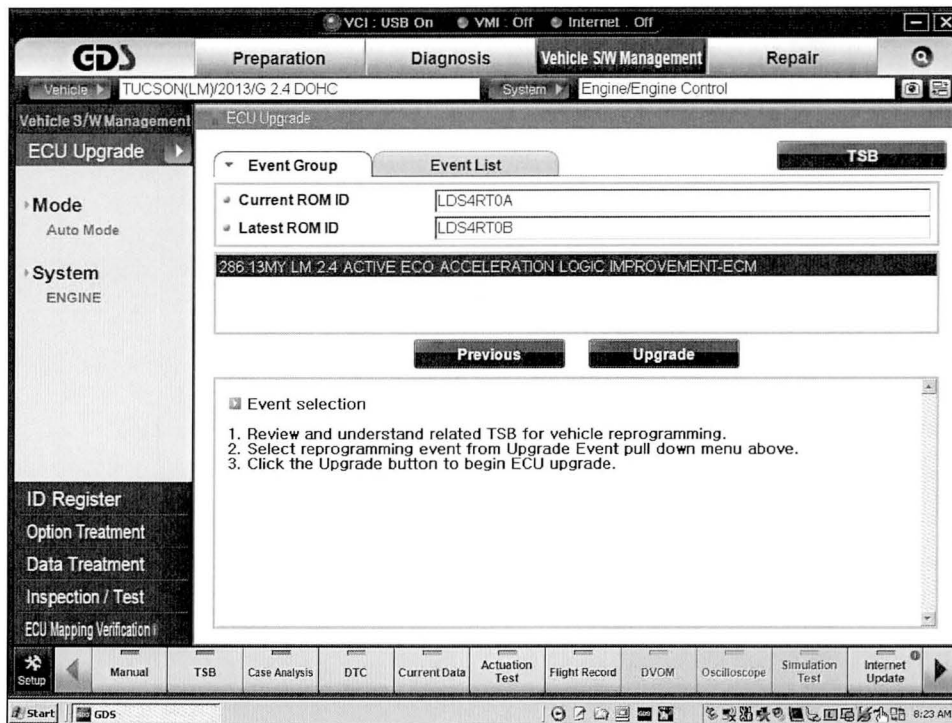 VCI : USB On VMI : Off Internet . Off
GDS Preparation Diagnosis Vehicle S/W Management Repair
Vehicle TUCSON(LM)/2013/G 2.4 DOHC System Engine/Engine Control
Vehicle S/W Management ECU Upgrade
ECU Upgrade
Event Group Event List TSB
Mode
Auto Mode
System
ENGINE
Current ROM ID LDS4RT0A
Latest ROM ID LDS4RT0B
286.13MY LM 2.4 ACTIVE ECO ACCELERATION LOGIC IMPROVEMENT-ECM
Previous Upgrade
Event selection
1. Review and understand related TSB for vehicle reprogramming.
2. Select reprogramming event from Upgrade Event pull down menu above.
3. Click the Upgrade button to begin ECU upgrade.
ID Register
Option Treatment
Data Treatment
Inspection / Test
ECU Mapping Verification
Setup Manual TSB Case Analysis DTC Current Data Actuation Test Flight Record DVOM Oscilloscope Simulation Test Internet Update
Start GDS 8:23 AM